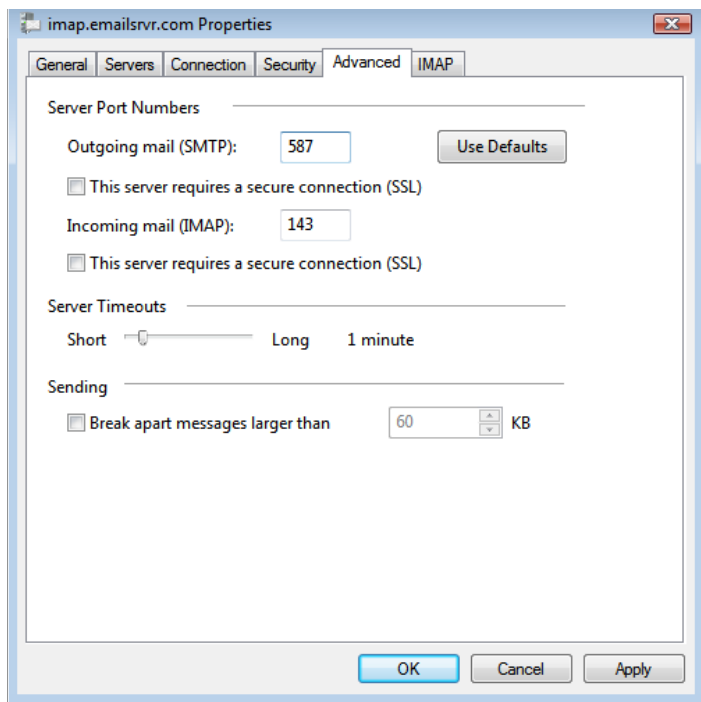 imap.emailsrvr.com Properties
General Servers Connection Security Advanced IMAP
Server Port Numbers
Outgoing mail (SMTP): 587 Use Defaults
This server requires a secure connection (SSL)
Incoming mail (IMAP): 143
This server requires a secure connection (SSL)
Server Timeouts
Short Long 1 minute
Sending
Break apart messages larger than 60 KB
OK Cancel Apply